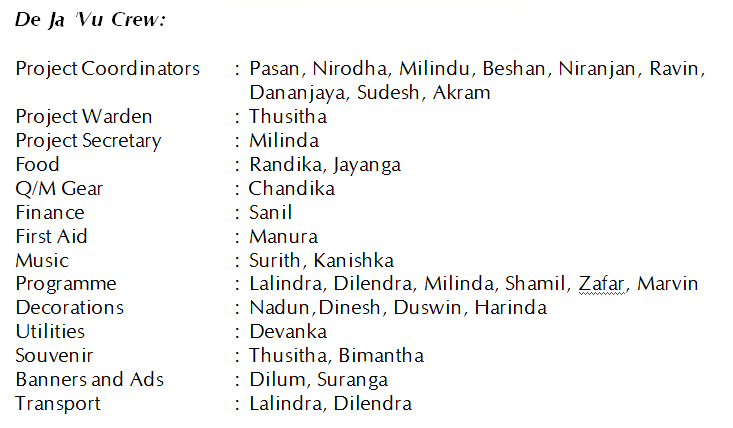 De Ja 'Vu Crew:
Project Coordinators : Pasan, Nirodha, Milindu, Beshan, Niranjan, Ravin,
Dananjaya, Sudesh, Akram
Project Warden : Thusitha
Project Secretary : Milinda
Food : Randika, Jayanga
Q/M Gear : Chandika
Finance : Sanil
First Aid : Manura
Music : Surith, Kanishka
Programme : Lalindra, Dilendra, Milinda, Shamil, Zafar, Marvin
Decorations : Nadun,Dinesh, Duswin, Harinda
Utilities : Devanka
Souvenir : Thusitha, Bimantha
Banners and Ads : Dilum, Suranga
Transport : Lalindra, Dilendra